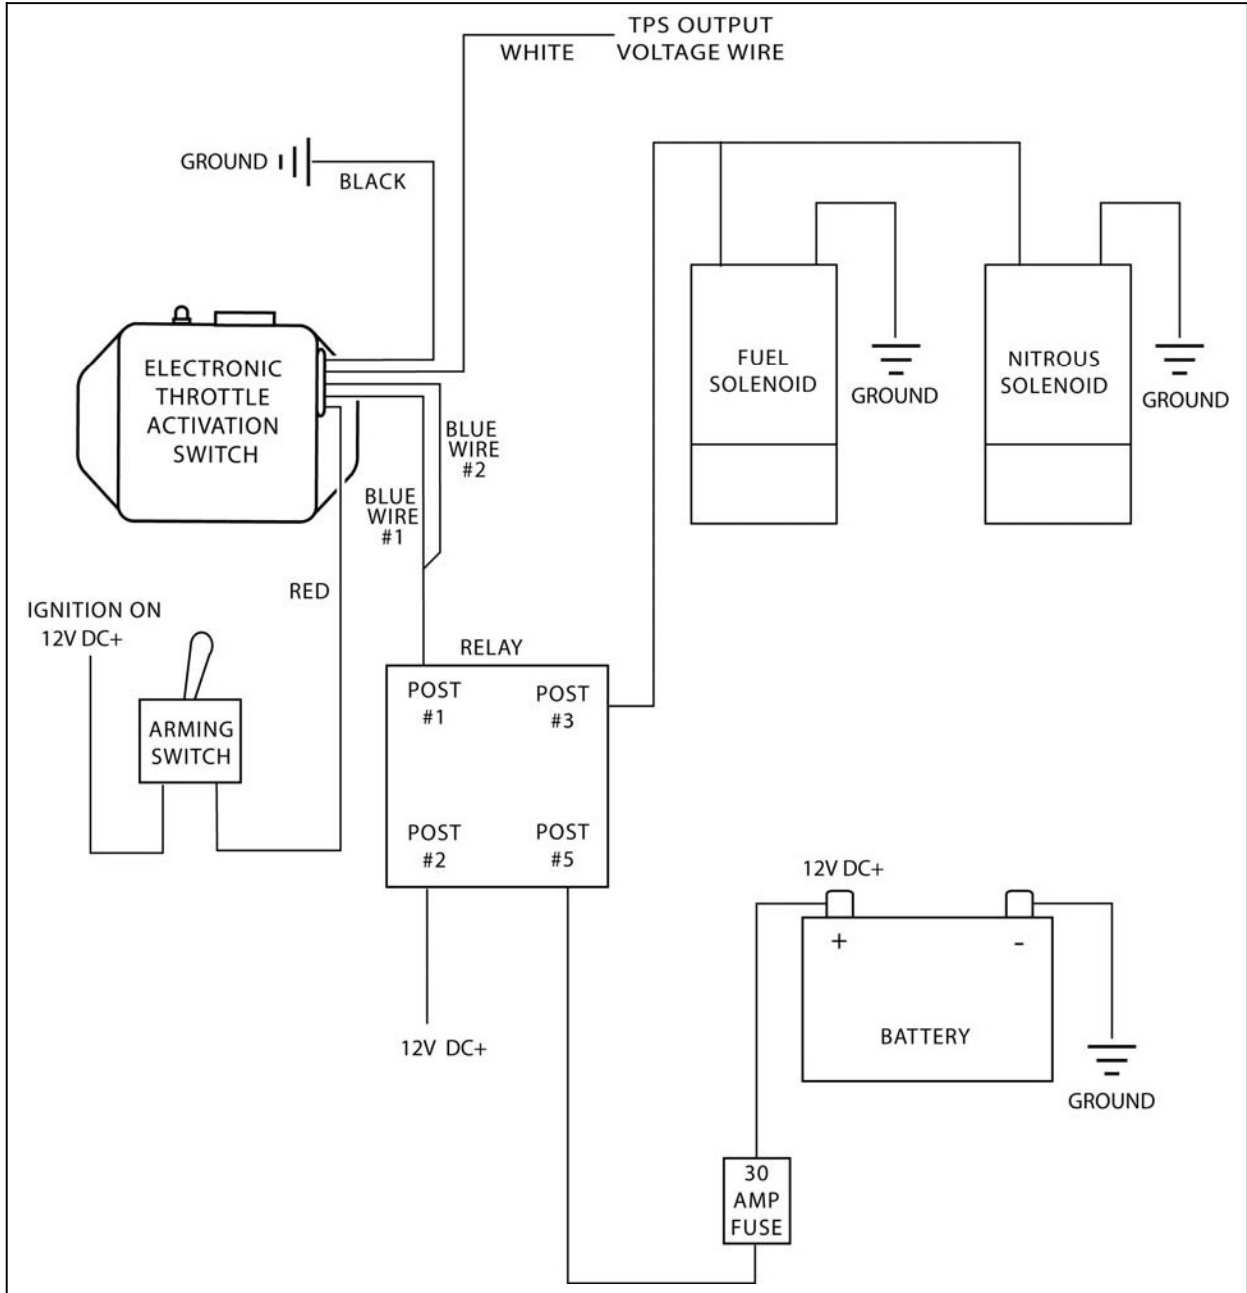 TPS OUTPUT
VOLTAGE WIRE
WHITE
GROUND
BLACK
ELECTRONIC
THROTTLE
ACTIVATION
SWITCH
FUEL
SOLENOID
GROUND
NITROUS
SOLENOID
GROUND
BLUE
WIRE
#2
BLUE
WIRE
#1
RED
IGNITION ON
12V DC+
ARMING
SWITCH
RELAY
POST
#1
POST
#3
POST
#2
POST
#5
12V DC+
12V DC+
+
-
BATTERY
GROUND
30
AMP
FUSE